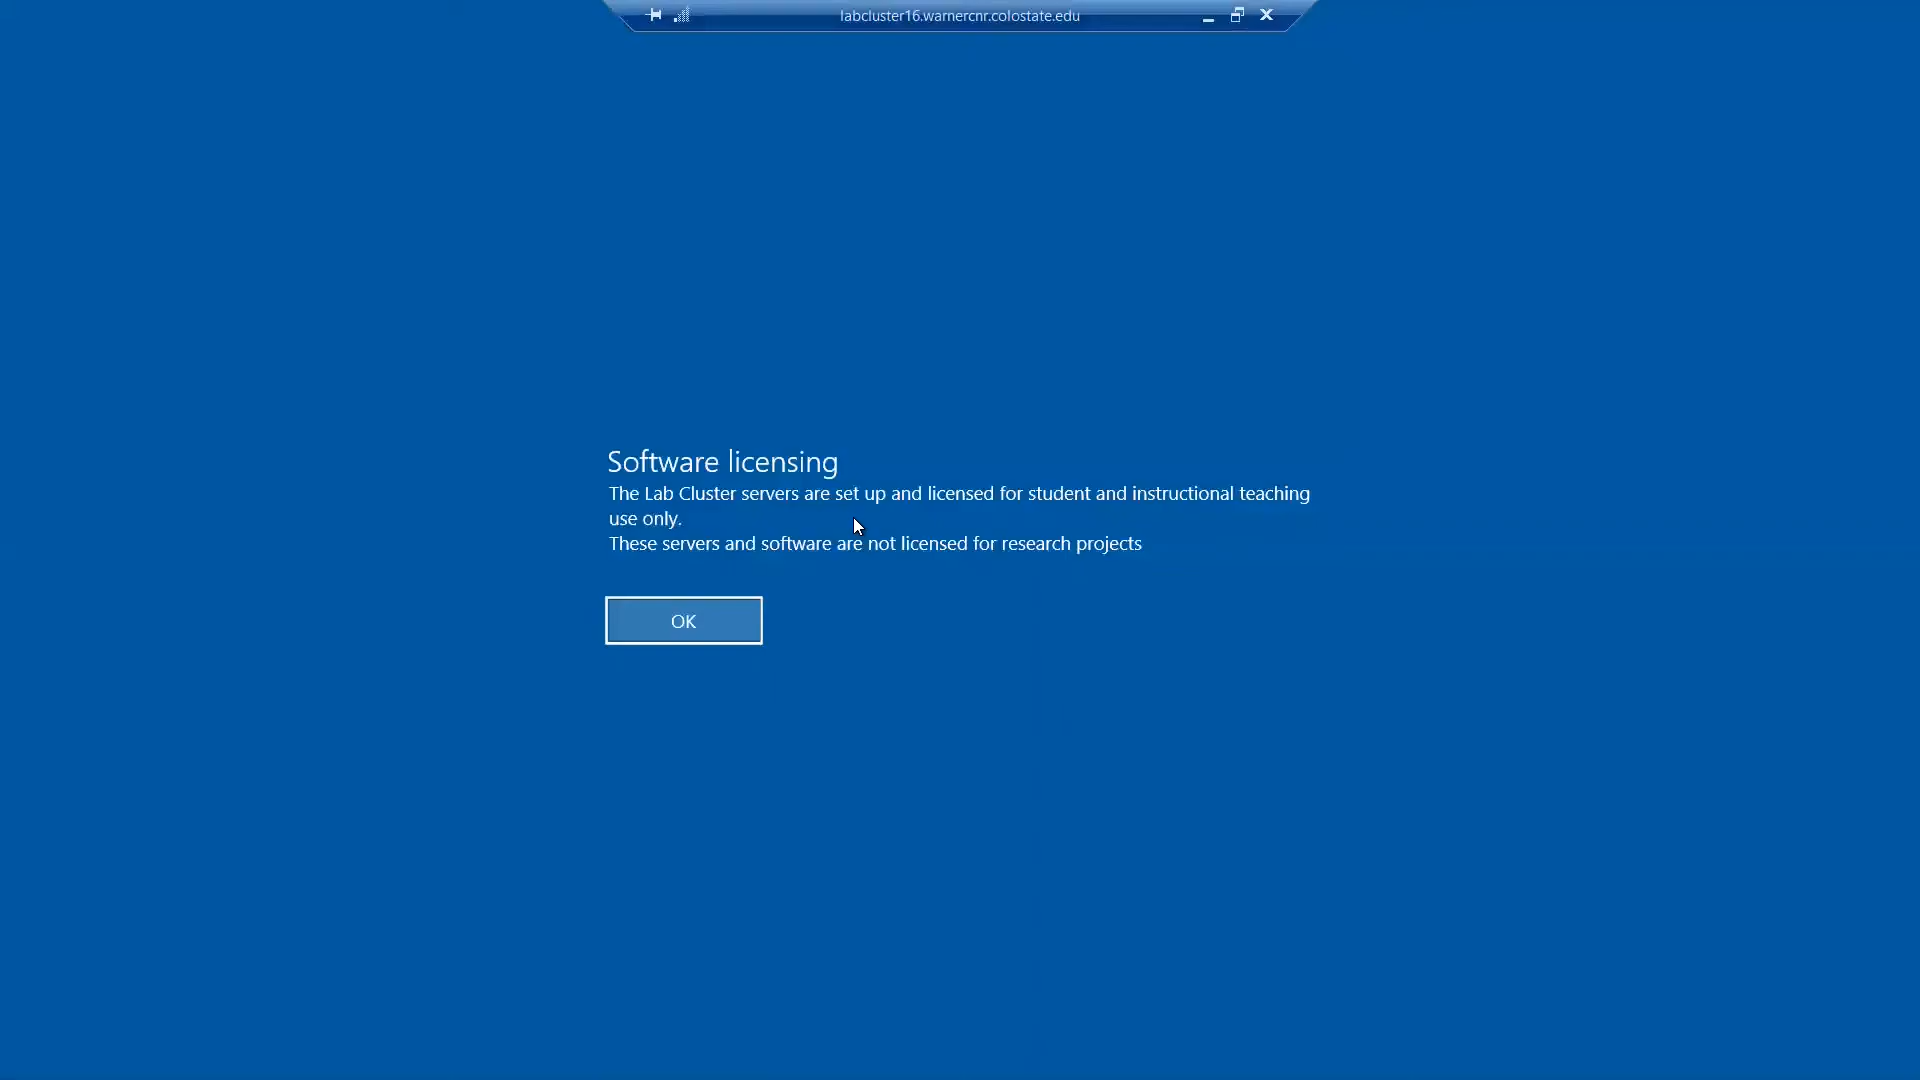 labcluster16.warnercnr.colostate.edu
Software licensing
The Lab Cluster servers are set up and licensed for student and instructional teaching
use only.
These servers and software are not licensed for research projects
OK